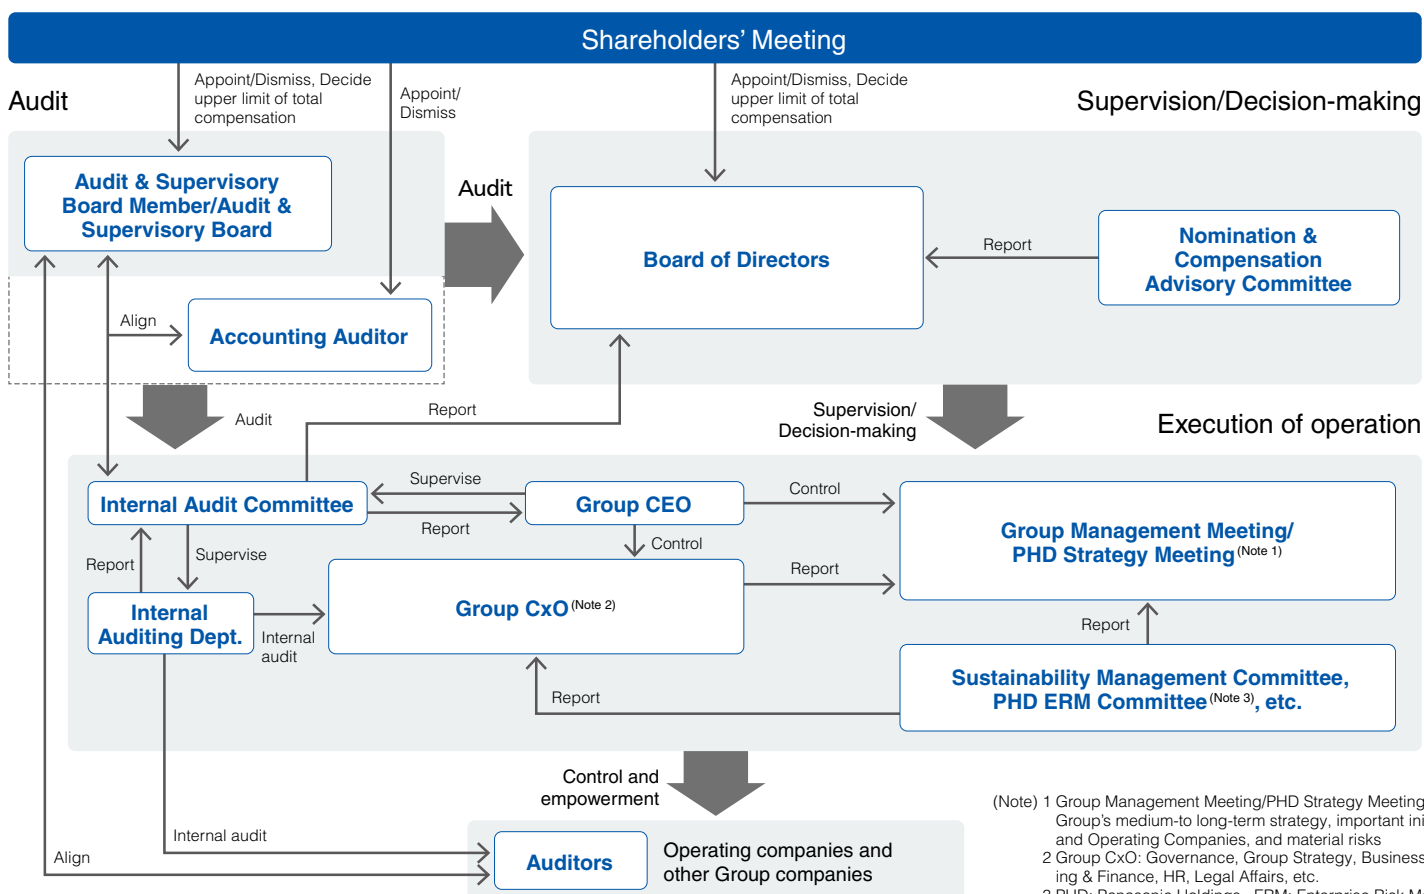 Shareholders' Meeting
Audit
Appoint/Dismiss, Decide
upper limit of total
compensation
Appoint/
Dismiss
Appoint/Dismiss, Decide
upper limit of total
compensation
Supervision/Decision-making
Audit & Supervisory
Board Member/Audit &
Supervisory Board
Audit
Board of Directors
Report
Nomination &
Compensation
Advisory Committee
Align
Accounting Auditor
Audit
Report
Supervision/
Decision-making
Execution of operation
Internal Audit Committee
Supervise
Report
Group CEO
Control
Control
Group Management Meeting/
PHD Strategy Meeting (Note 1)
Report
Supervise
Internal
Auditing Dept.
Internal
audit
Group CxO (Note 2)
Report
Report
Report
Sustainability Management Committee,
PHD ERM Committee (Note 3), etc.
Control and
empowerment
Internal audit
Align
Auditors
Operating companies and
other Group companies
(Note) 1 Group Management Meeting/PHD Strategy Meeting
Group's medium-to long-term strategy, important ini
and Operating Companies, and material risks
2 Group CxO: Governance, Group Strategy, Business
ing & Finance, HR, Legal Affairs, etc.